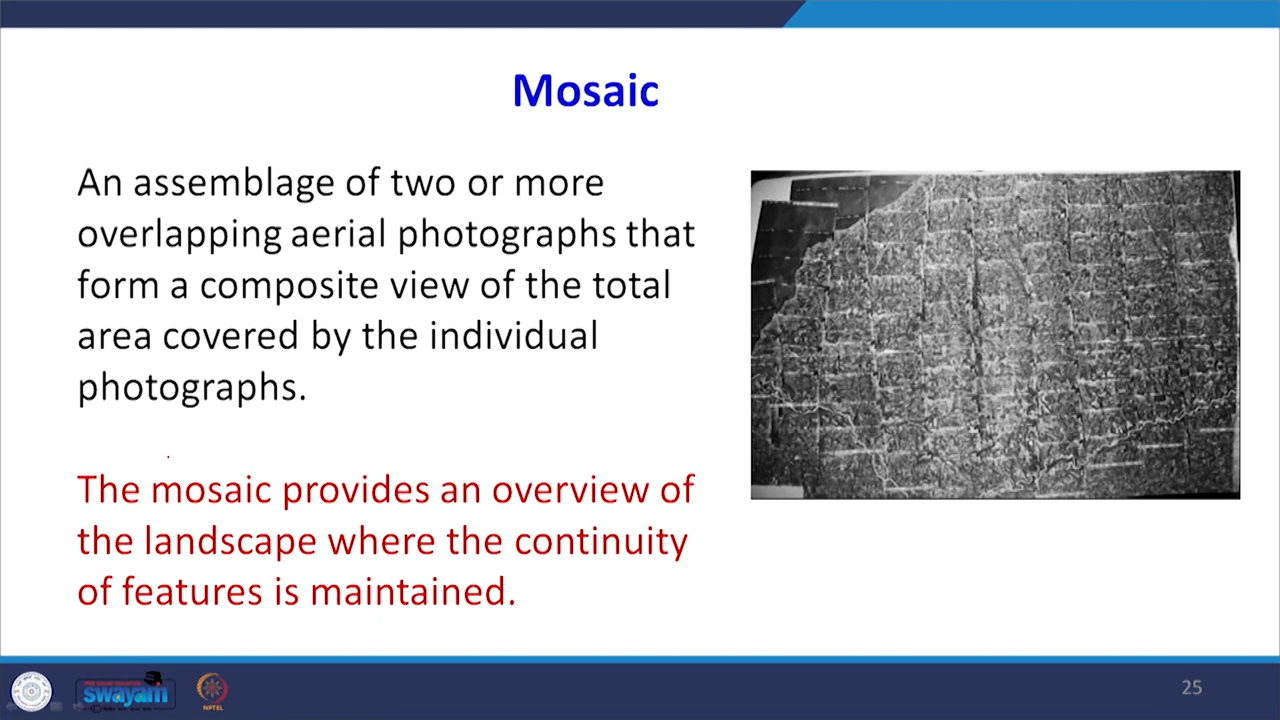 Mosaic
An assemblage of two or more
overlapping aerial photographs that
form a composite view of the total
area covered by the individual
photographs.
The mosaic provides an overview of
the landscape where the continuity
of features is maintained.
swayam
NPTEL
25